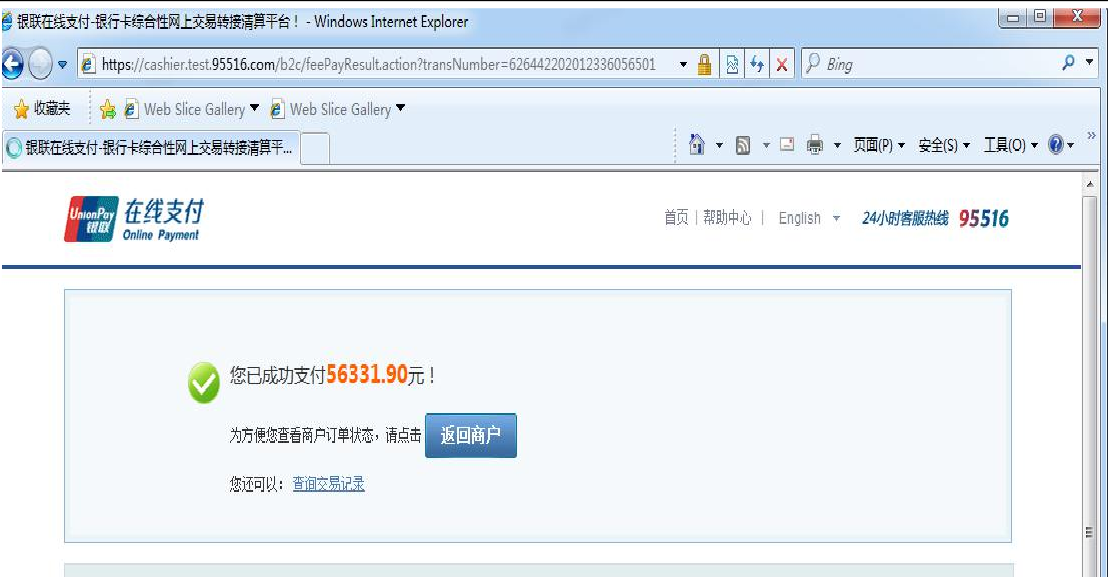 银联在线支付-银行卡综合性网上交易转接清算平台！ - Windows Internet Explorer
https://cashier.test.95516.com/b2c/feePayResult.action?transNumber=626442202012336056501
Bing
收藏夹 Web Slice Gallery Web Slice Gallery
银联在线支付-银行卡综合性网上交易转接清算平...
页面(P) 安全(S) 工具(O)
UnionPay 银联 在线支付 Online Payment
首页 | 帮助中心 | English 24小时客服热线 95516
您已成功支付56331.90元！
为方便您查看商户订单状态，请点击 返回商户
您还可以： 查询交易记录